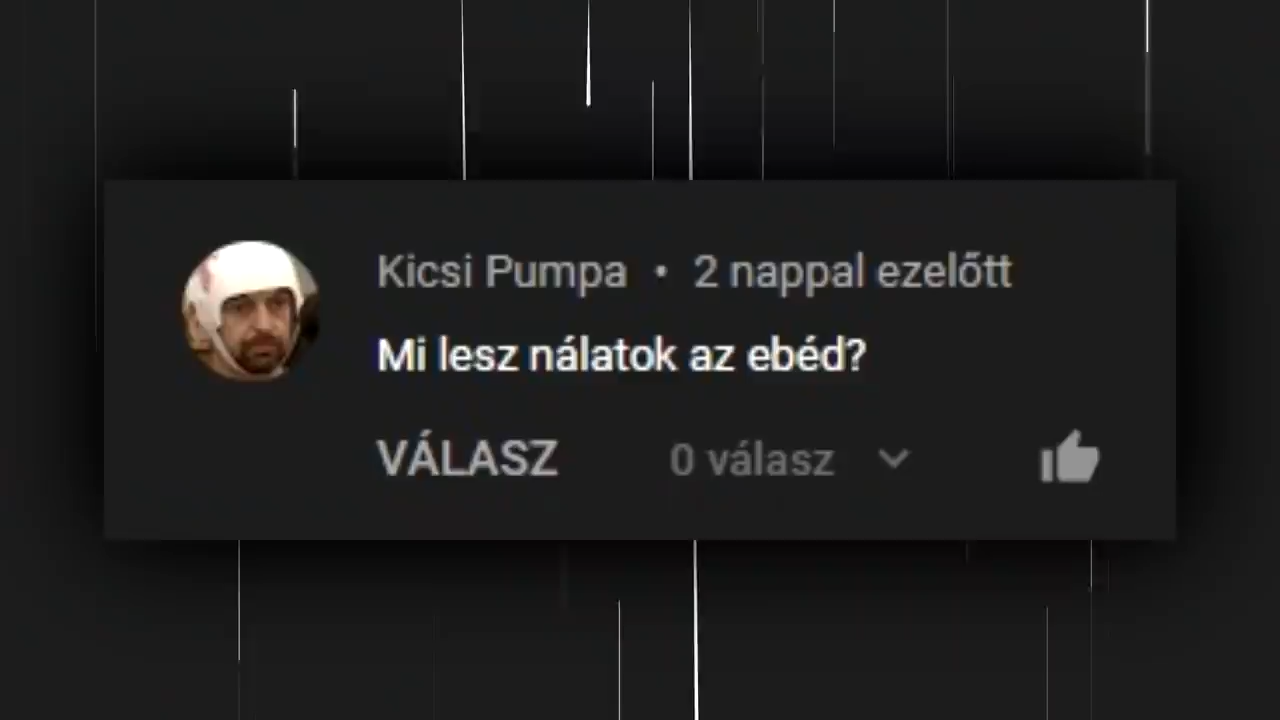 Kicsi Pumpa • 2 nappal ezelőtt
Mi lesz nálatok az ebéd?
VÁLASZ 0 válasz